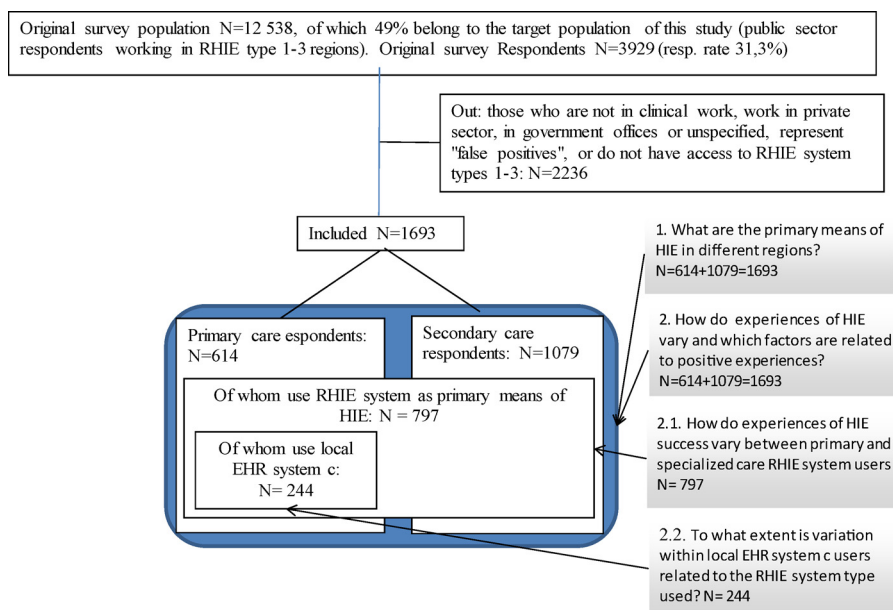 Original survey population N=12 538, of which 49% belong to the target population of this study (public sector
respondents working in RHIE type 1-3 regions). Original survey Respondents N=3929 (resp. rate 31,3%)
Out: those who are not in clinical work, work in private
sector, in government offices or unspecified, represent
"false positives", or do not have access to RHIE system
types 1-3: N=2236
Included N=1693
1. What are the primary means of
HIE in different regions?
N=614+1079=1693
Primary care espondents:
N=614
Secondary care
respondents: N=1079
2. How do experiences of HIE
vary and which factors are related
to positive experiences?
N=614+1079=1693
Of whom use RHIE system as primary means of
HIE: N = 797
2.1. How do experiences of HIE
success vary between primary and
specialized care RHIE system users
N= 797
Of whom use local
EHR system c:
N= 244
2.2. To what extent is variation
within local EHR system c users
related to the RHIE system type
used? N= 244